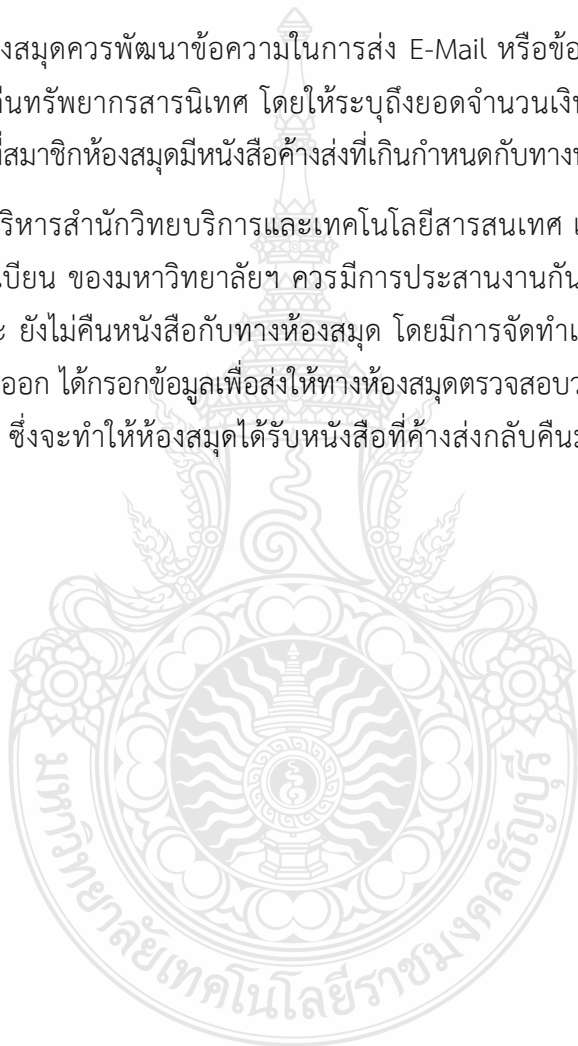 งสมุดควรพัฒนาข้อความในการส่ง E-Mail หรือข้อ
ืนทรัพยากรสารนิเทศ โดยให้ระบุถึงยอดจำนวนเงิน
ี่สมาชิกห้องสมุดมีหนังสือค้างส่งที่เกินกำหนดกับทาง
ริหารสำนักวิทยบริการและเทคโนโลยีสารสนเทศ
เบียน ของมหาวิทยาลัยฯ ควรมีการประสานงานกัน
ยังไม่คืนหนังสือกับทางห้องสมุด โดยมีการจัดทำ
ออก ได้กรอกข้อมูลเพื่อส่งให้ทางห้องสมุดตรวจสอบ
ซึ่งจะทำให้ห้องสมุดได้รับหนังสือที่ค้างส่งกลับคืน
มหาวิทยาลัยเทคโนโลยีราชมงคลธัญบุรี